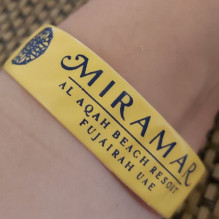 MIRAMAR
AL AQAH BEACH RESORT
FUJAIRAH UAE